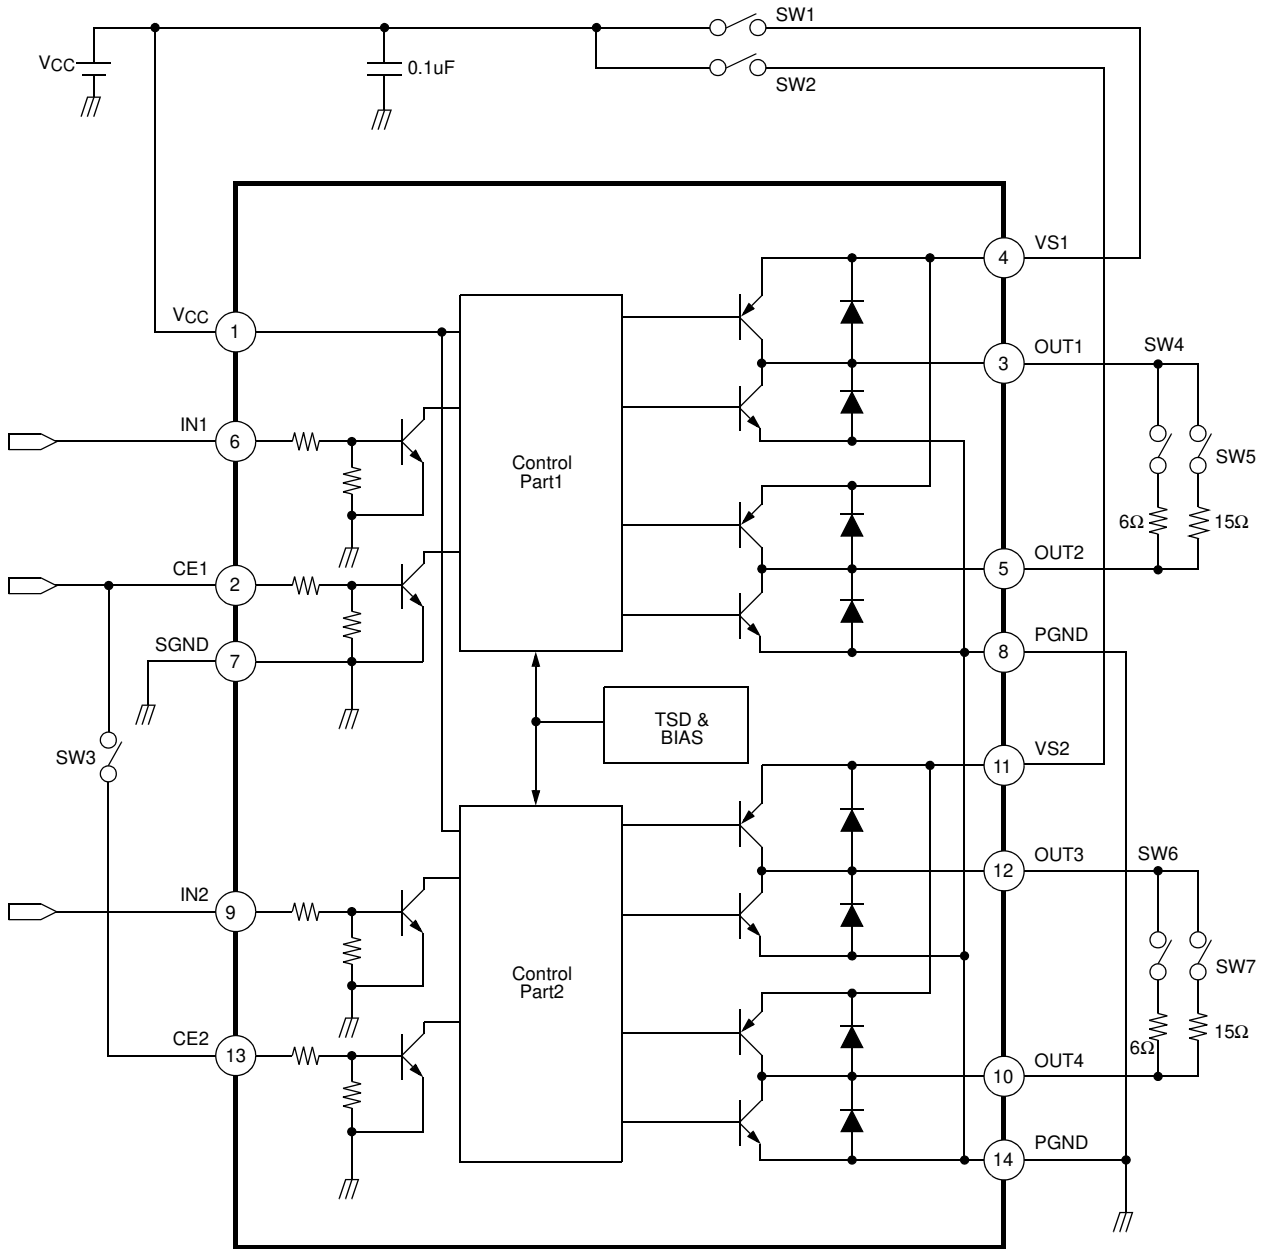 SW1
VCC
0.1uF
SW2
4
VS1
VCC
1
3
OUT1
SW4
IN1
6
Control
Part1
SW5
6Ω
15Ω
CE1
2
5
OUT2
SGND
7
8
PGND
TSD &
BIAS
SW3
11
VS2
12
OUT3
SW6
IN2
9
Control
Part2
SW7
6Ω
15Ω
CE2
13
10
OUT4
14
PGND